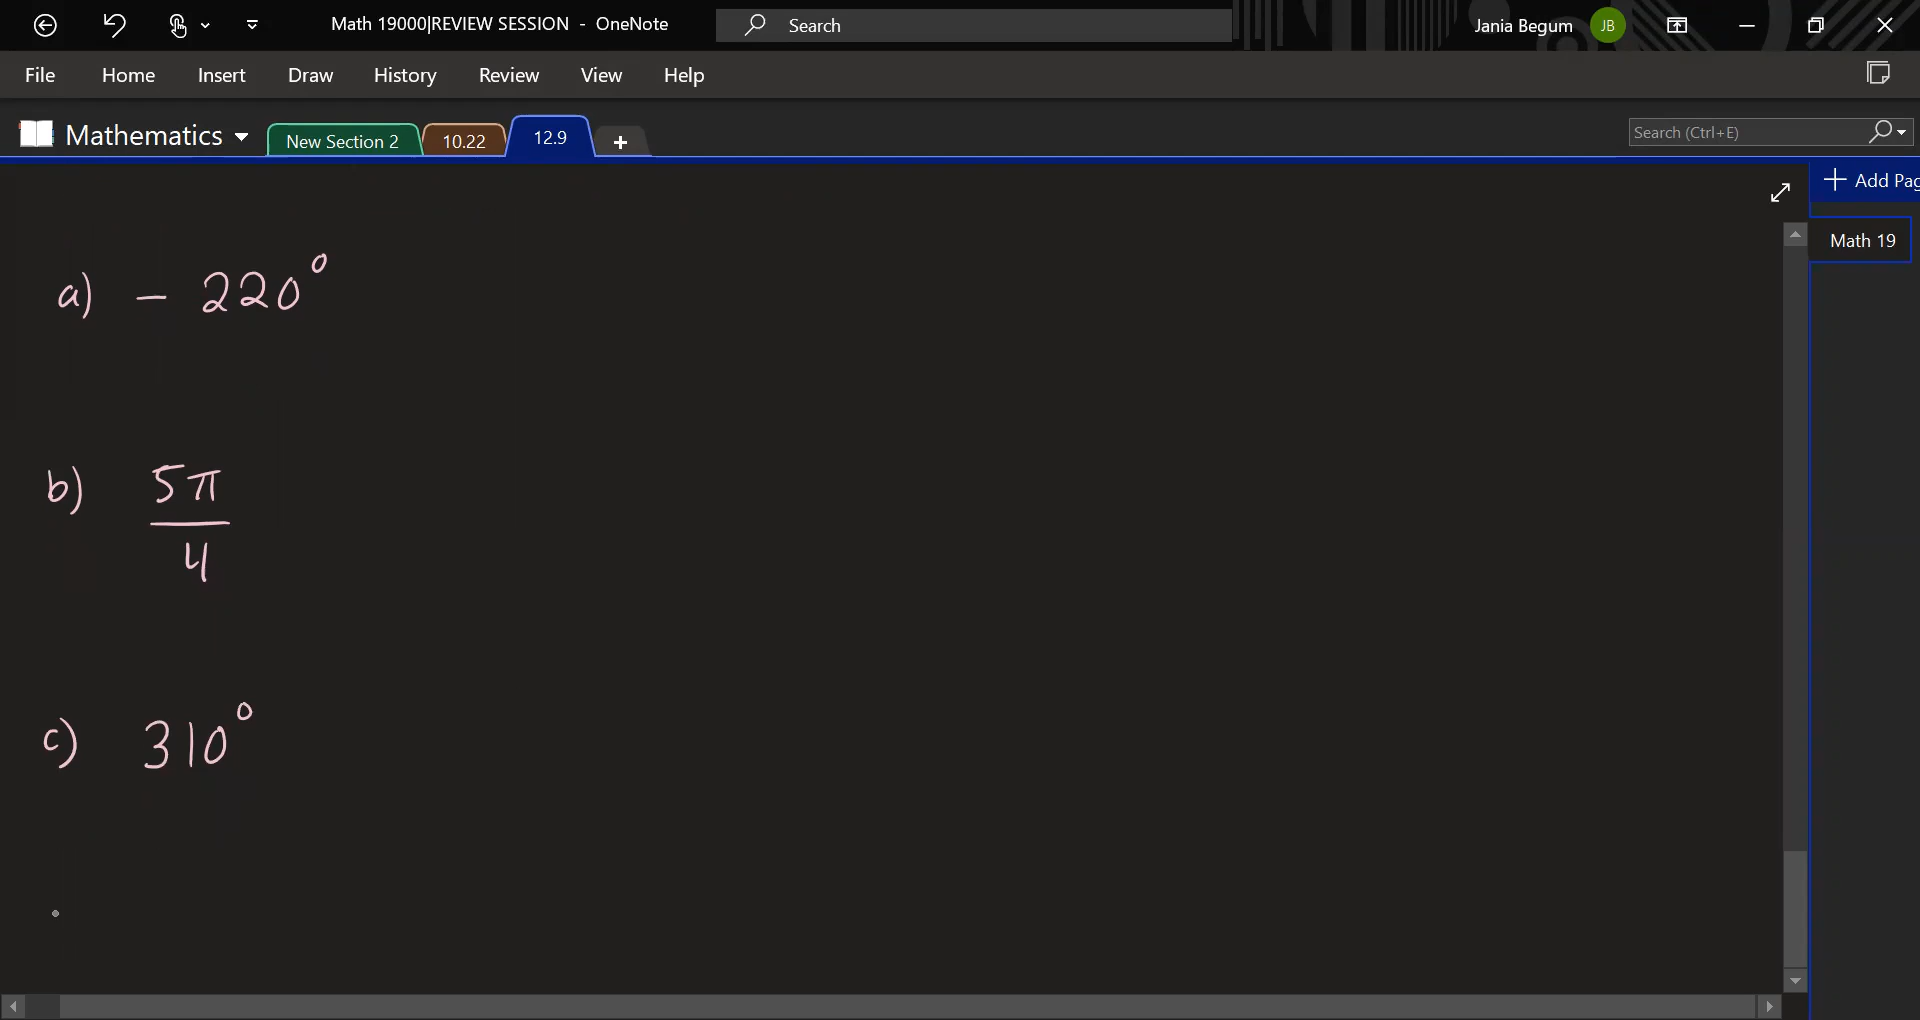 Math 19000|REVIEW SESSION - OneNote
Search
Jania Begum
JB
File Home Insert Draw History Review View Help
Mathematics
New Section 2
10.22
12.9
+
Search (Ctrl+E)
Add Pag
Math 19
a) - 220°
b) 5π
4
c) 310°